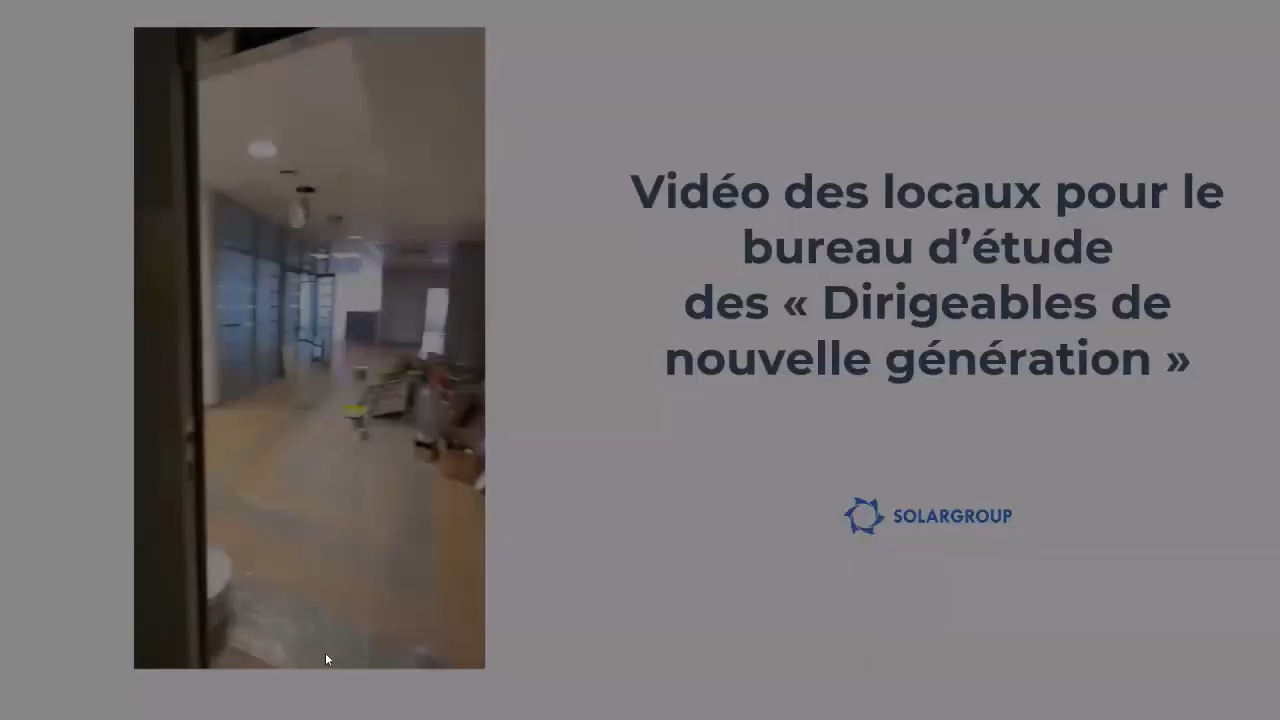 Vidéo des locaux pour le
bureau d’étude
des « Dirigeables de
nouvelle génération »
SOLARGROUP